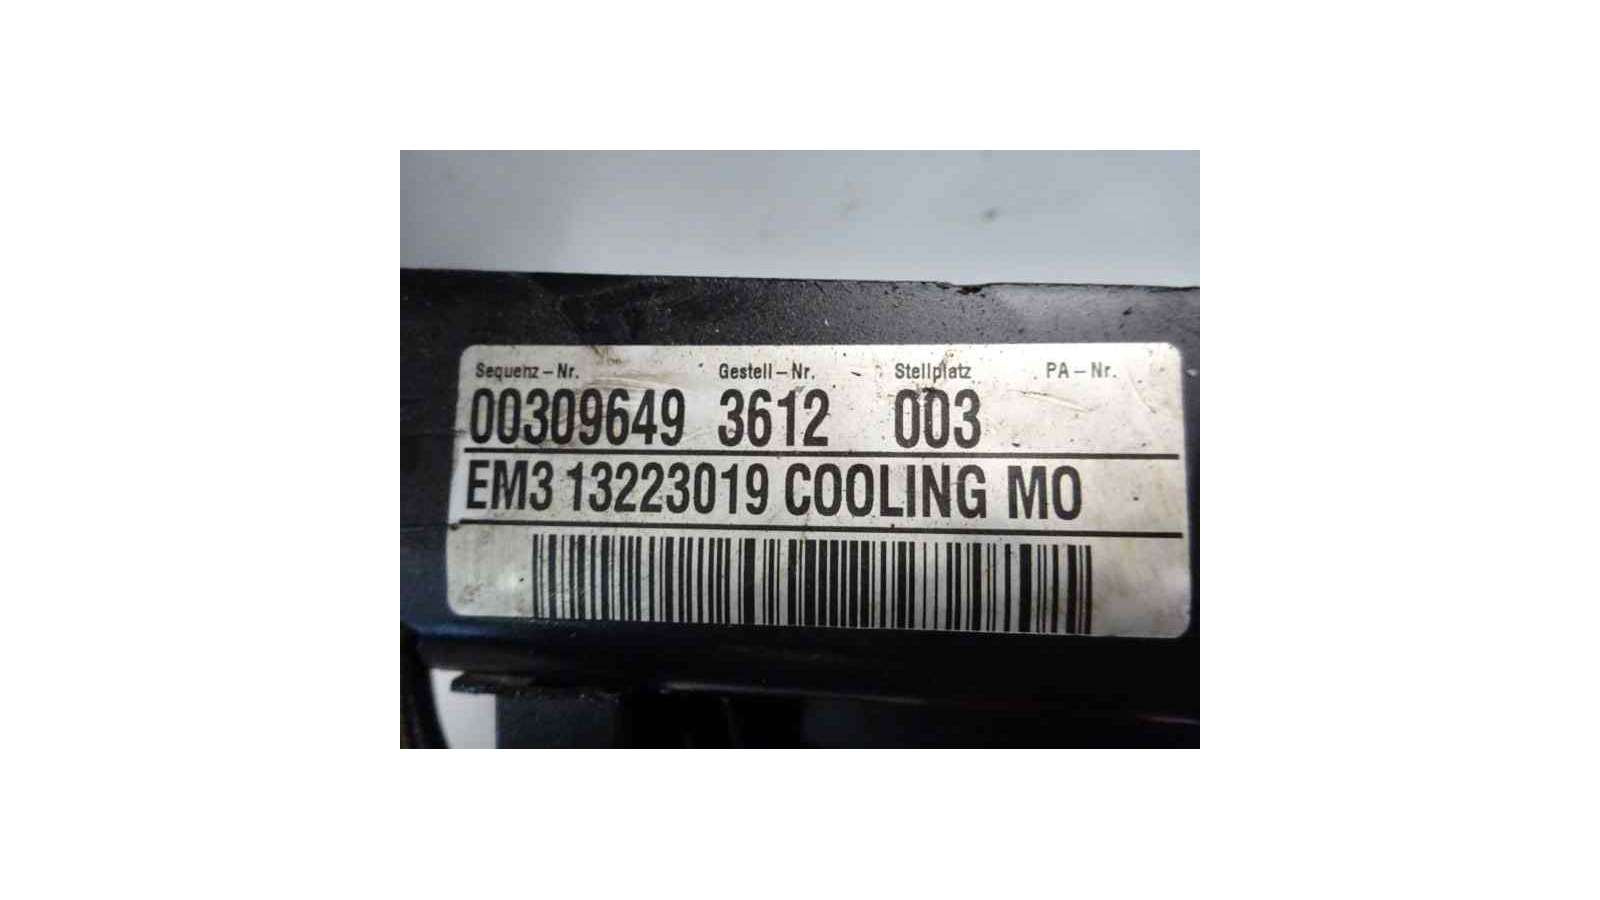 Sequenz-Nr. Gestell-Nr. Stellplatz PA-Nr.
00309649 3612 003
EM3 13223019 COOLING MO